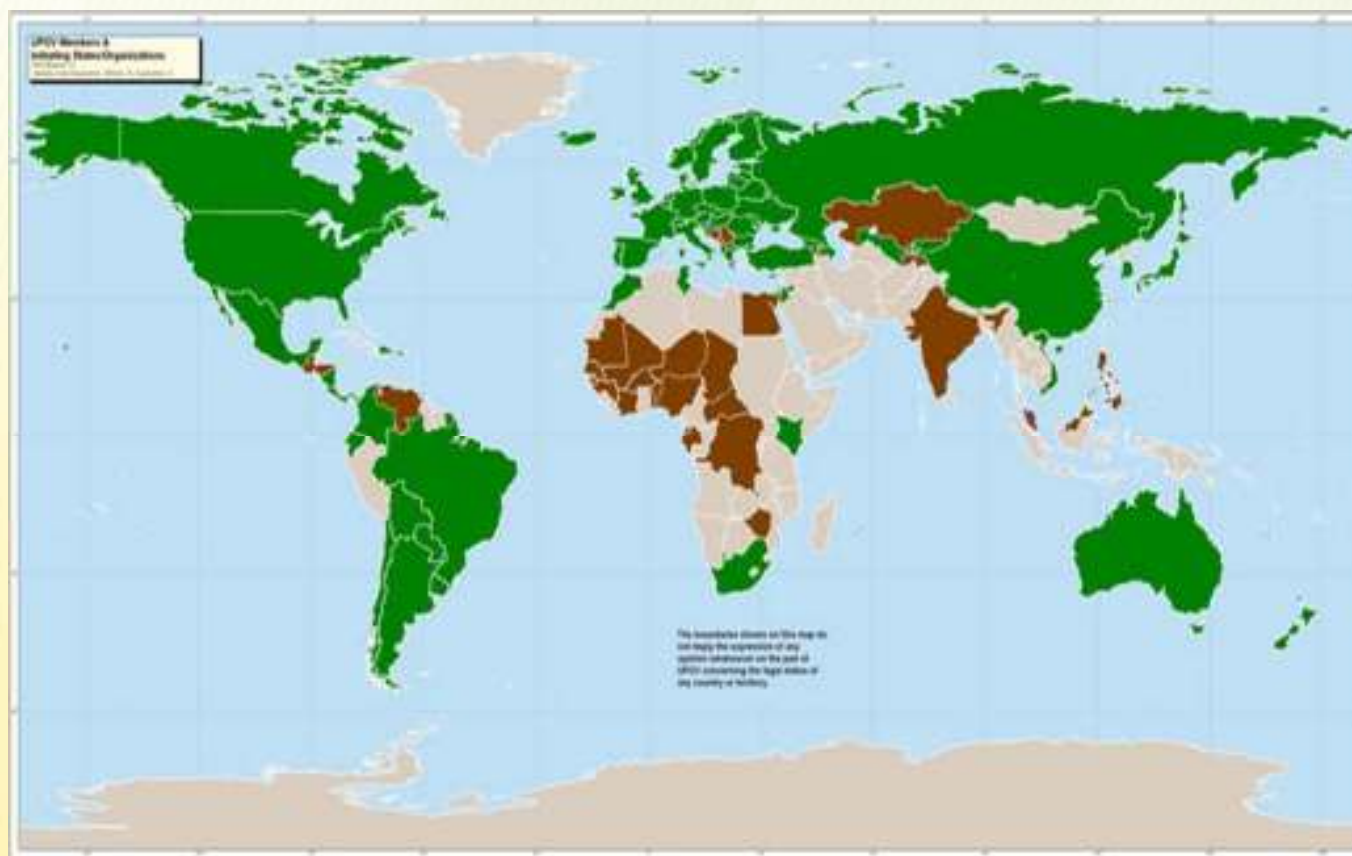 UPOV Members &
Initiating States/Organizations
The boundaries shown on this map do
not imply the expression of any
opinion whatsoever on the part of
UPOV concerning the legal status of
any country or territory.